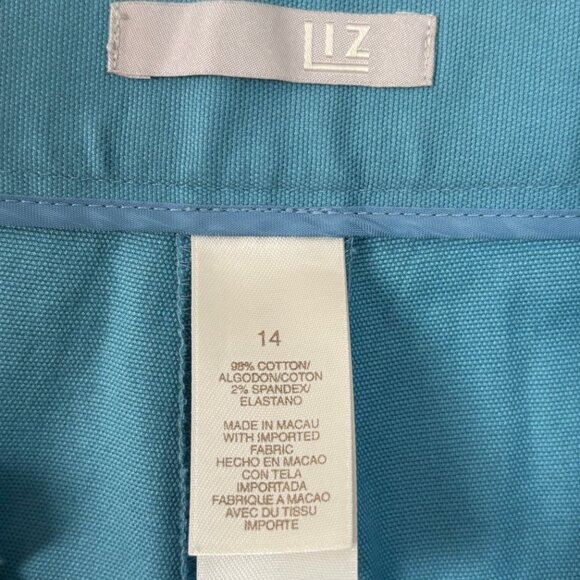 LIZ
14
98% COTTON/
ALGODON/COTON
2% SPANDEX/
ELASTANO
MADE IN MACAU
WITH IMPORTED
FABRIC
HECHO EN MACAO
CON TELA
IMPORTADA
FABRIQUE A MACAO
AVEC DU TISSU
IMPORTE